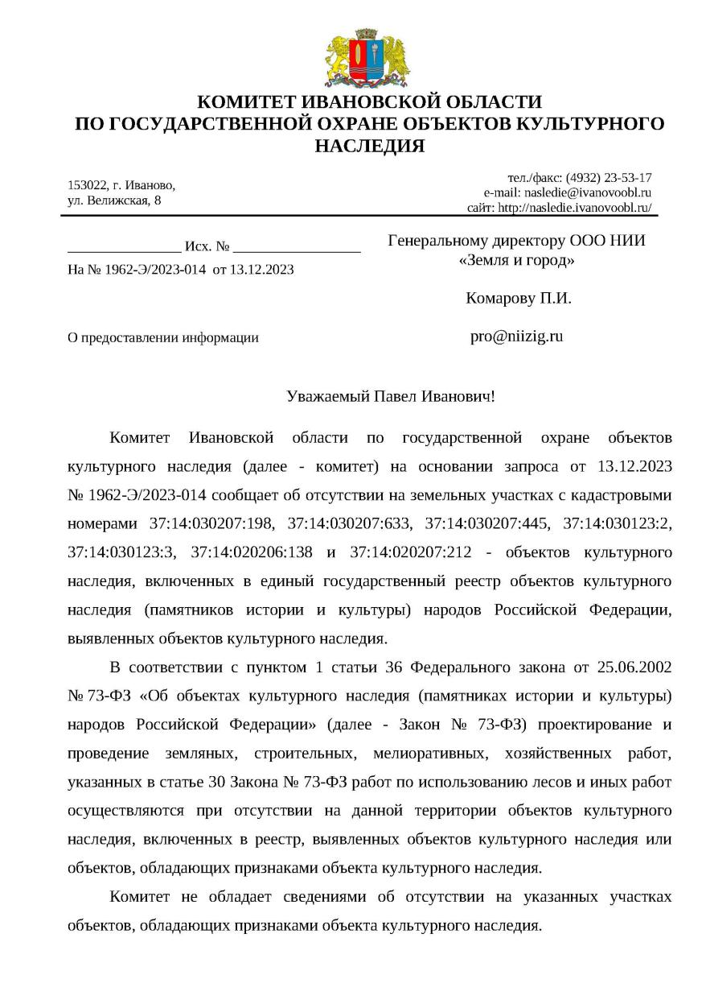 КОМИТЕТ ИВАНОВСКОЙ ОБЛАСТИ
ПО ГОСУДАРСТВЕННОЙ ОХРАНЕ ОБЪЕКТОВ КУЛЬТУРНОГО
НАСЛЕДИЯ
153022, г. Иваново,
ул. Велижская, 8
тел./факс: (4932) 23-53-17
e-mail: nasledie@ivanovoobl.ru
сайт: http://nasledie.ivanovoobl.ru/
________________ Исх. № __________________
На № 1962-Э/2023-014 от 13.12.2023
О предоставлении информации
Генеральному директору ООО НИИ
«Земля и город»
Комарову П.И.
pro@niizig.ru
Уважаемый Павел Иванович!
Комитет Ивановской области по государственной охране объектов
культурного наследия (далее - комитет) на основании запроса от 13.12.2023
№ 1962-Э/2023-014 сообщает об отсутствии на земельных участках с кадастровыми
номерами 37:14:030207:198, 37:14:030207:633, 37:14:030207:445, 37:14:030123:2,
37:14:030123:3, 37:14:020206:138 и 37:14:020207:212 - объектов культурного
наследия, включенных в единый государственный реестр объектов культурного
наследия (памятников истории и культуры) народов Российской Федерации,
выявленных объектов культурного наследия.
В соответствии с пунктом 1 статьи 36 Федерального закона от 25.06.2002
№ 73-ФЗ «Об объектах культурного наследия (памятниках истории и культуры)
народов Российской Федерации» (далее - Закон № 73-ФЗ) проектирование и
проведение земляных, строительных, мелиоративных, хозяйственных работ,
указанных в статье 30 Закона № 73-ФЗ работ по использованию лесов и иных работ
осуществляются при отсутствии на данной территории объектов культурного
наследия, включенных в реестр, выявленных объектов культурного наследия или
объектов, обладающих признаками объекта культурного наследия.
Комитет не обладает сведениями об отсутствии на указанных участках
объектов, обладающих признаками объекта культурного наследия.